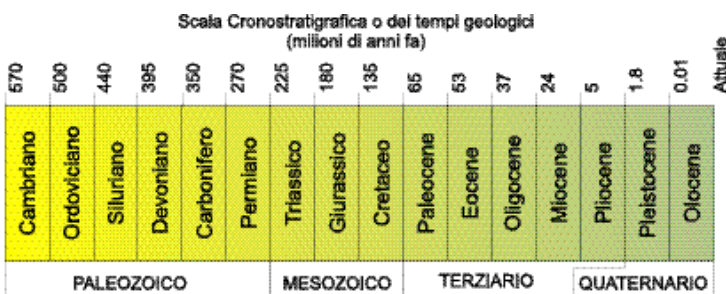 Scala Cronostratigrafica o dei tempi geologici
(milioni di anni fa)
570 500 440 395 350 270 225 180 135 65 53 37 24 5 1.8 0.01 Attuale
Cambriano Ordoviciano Siluriano Devoniano Carbonifero Permiano Triassico Giurassico Cretaceo Paleocene Eocene Oligocene Miocene Pliocene Pleistocene Olocene
PALEOZOICO MESOZOICO TERZIARIO QUATERNARIO